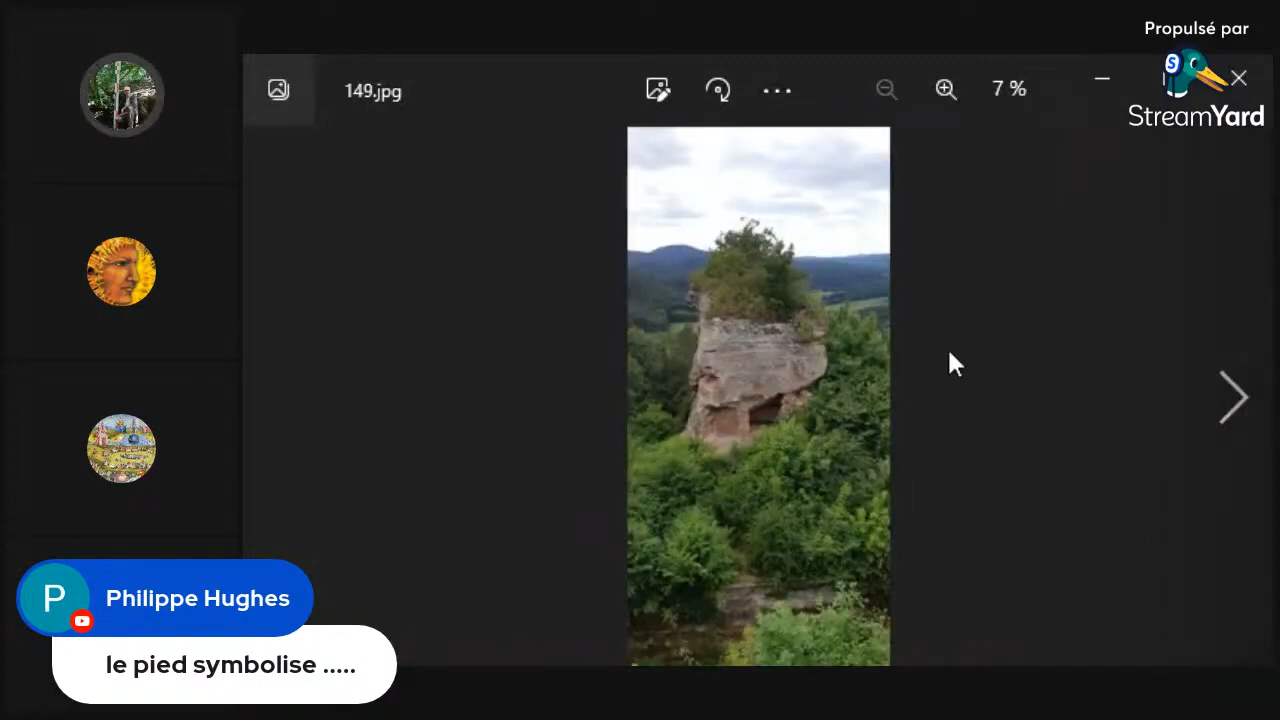 Propulsé par
StreamYard
149.jpg
7 %
P
Philippe Hughes
le pied symbolise .....